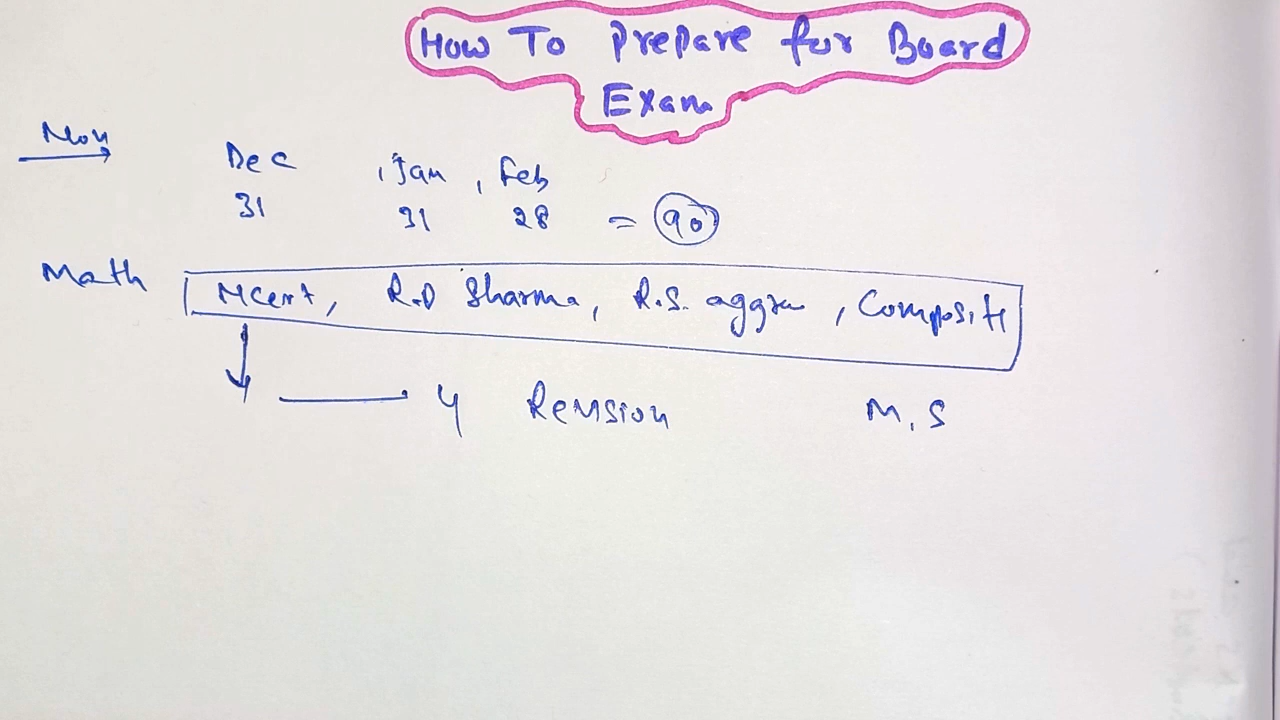 How To Prepare for Board
Exam
Nov
Dec , Jan , Feb
31 31 28 = 90
Math Ncert, R.D Sharma, R.S. aggra , Composite
4 Revision M.S